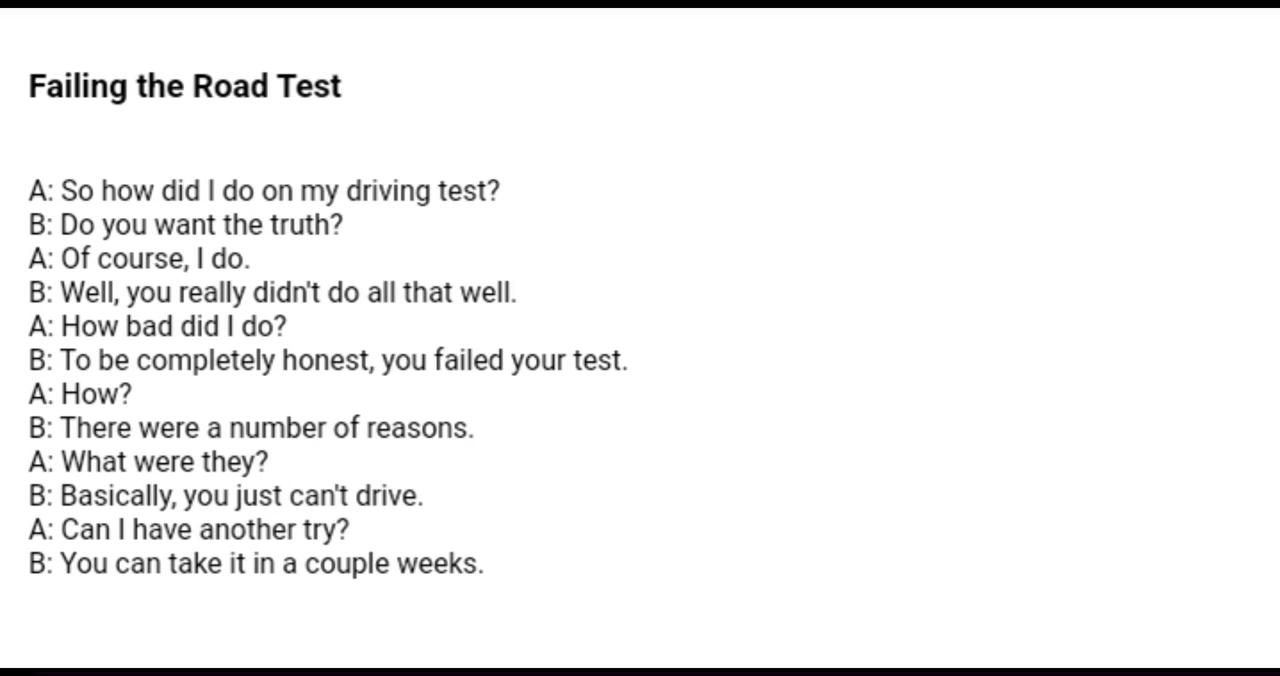 Failing the Road Test
A: So how did I do on my driving test?
B: Do you want the truth?
A: Of course, I do.
B: Well, you really didn't do all that well.
A: How bad did I do?
B: To be completely honest, you failed your test.
A: How?
B: There were a number of reasons.
A: What were they?
B: Basically, you just can't drive.
A: Can I have another try?
B: You can take it in a couple weeks.